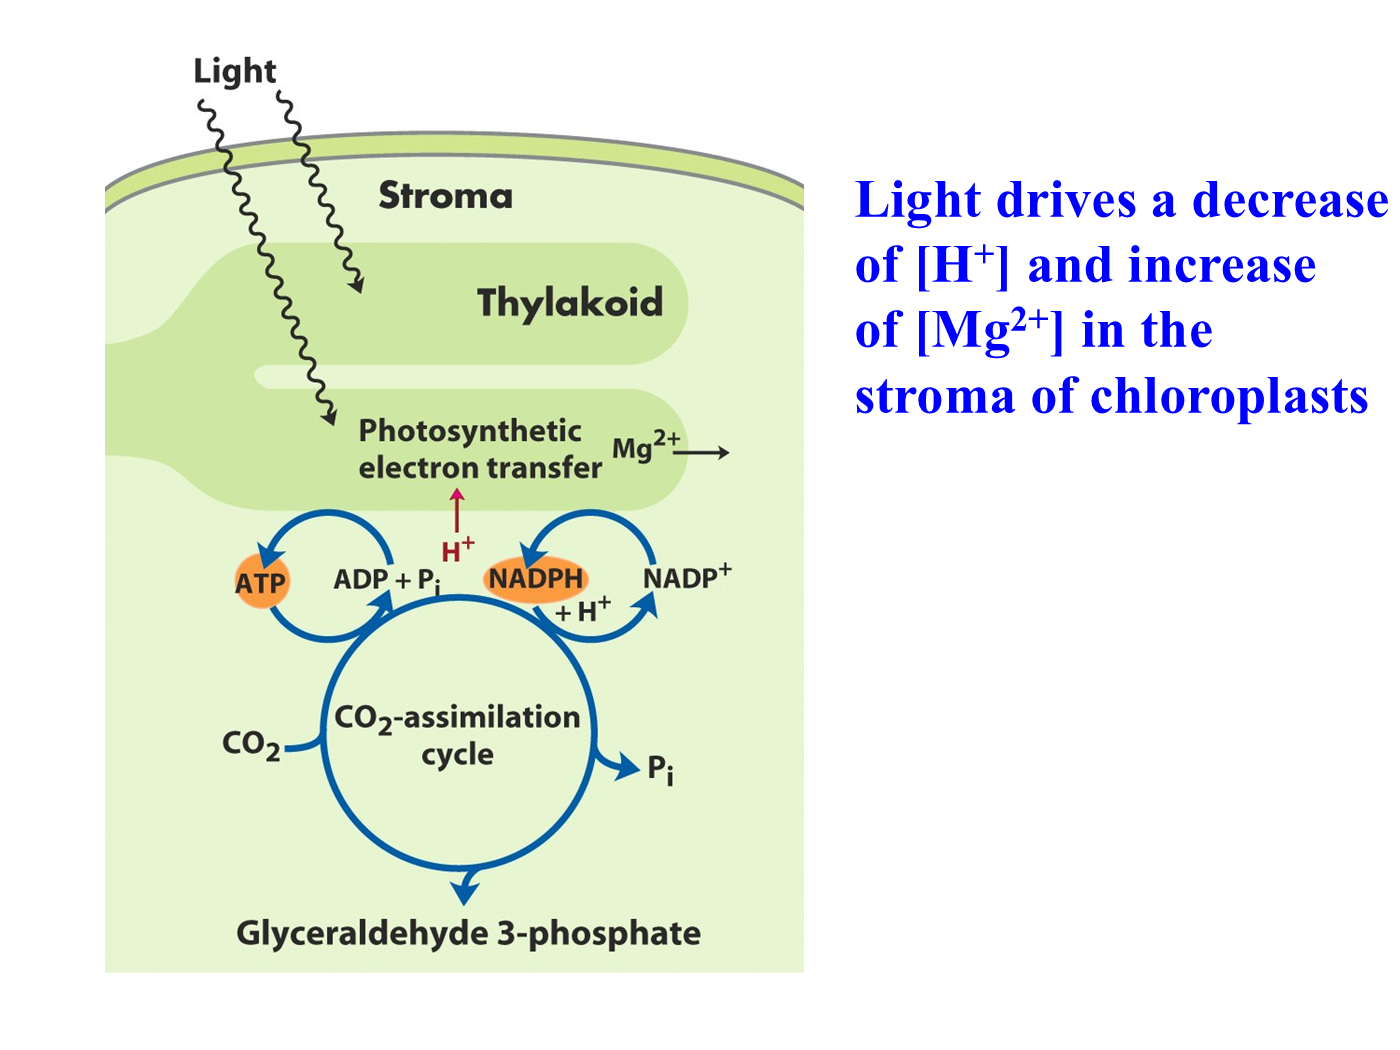 Light
Stroma
Thylakoid
Photosynthetic
electron transfer
Mg²⁺
H⁺
ATP
ADP + Pᵢ
NADPH
+ H⁺
NADP⁺
CO₂-assimilation
cycle
CO₂
Pᵢ
Glyceraldehyde 3-phosphate
Light drives a decrease
of [H⁺] and increase
of [Mg²⁺] in the
stroma of chloroplasts